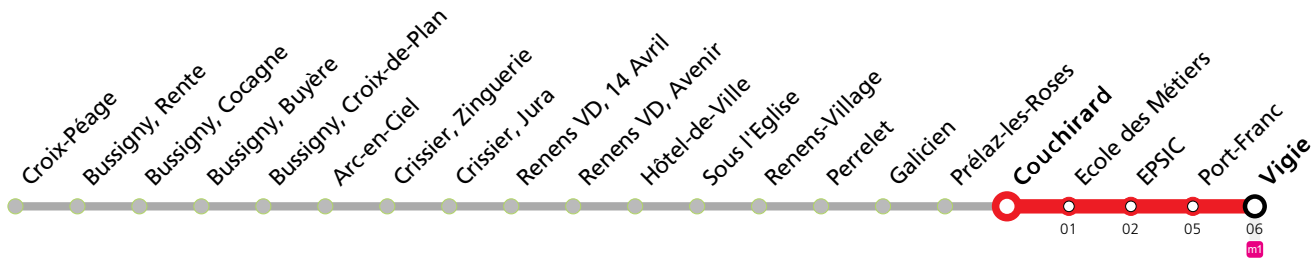 Croix-Péage
Bussigny, Rente
Bussigny, Cocagne
Bussigny, Buyère
Bussigny, Croix-de-Plan
Arc-en-Ciel
Crissier, Zinguerie
Crissier, Jura
Renens VD, 14 Avril
Renens VD, Avenir
Hôtel-de-Ville
Sous l'Eglise
Renens-Village
Perrelet
Galicien
Prélaz-les-Roses
Couchirard
Ecole des Métiers
EPSIC
Port-Franc
Vigie
01 02 05 06
m1